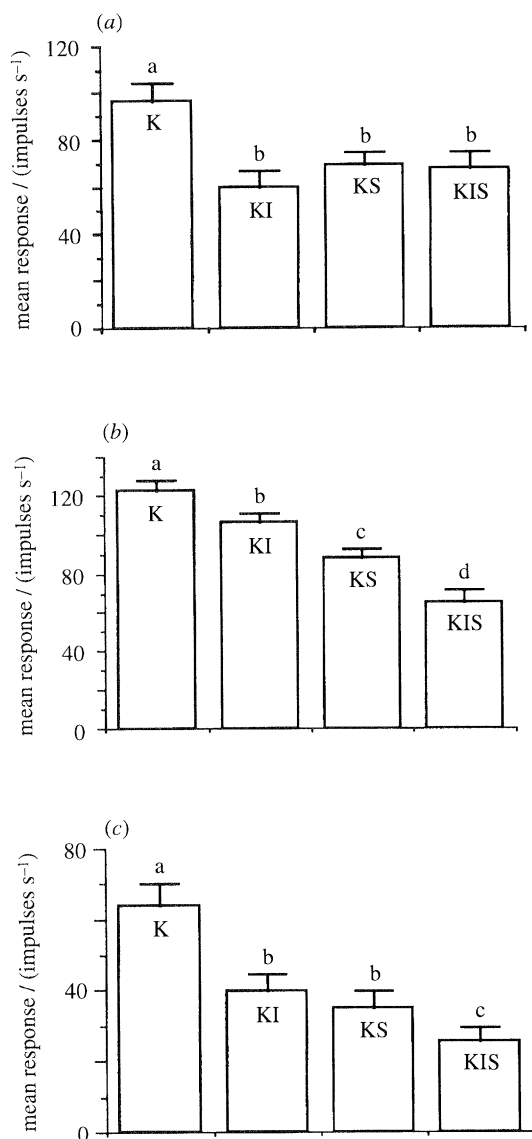 (a)
120
80
40
0
mean response / (impulses s⁻¹)
a
K
b
KI
b
KS
b
KIS
(b)
120
80
40
0
mean response / (impulses s⁻¹)
a
K
b
KI
c
KS
d
KIS
(c)
80
40
0
mean response / (impulses s⁻¹)
a
K
b
KI
b
KS
c
KIS